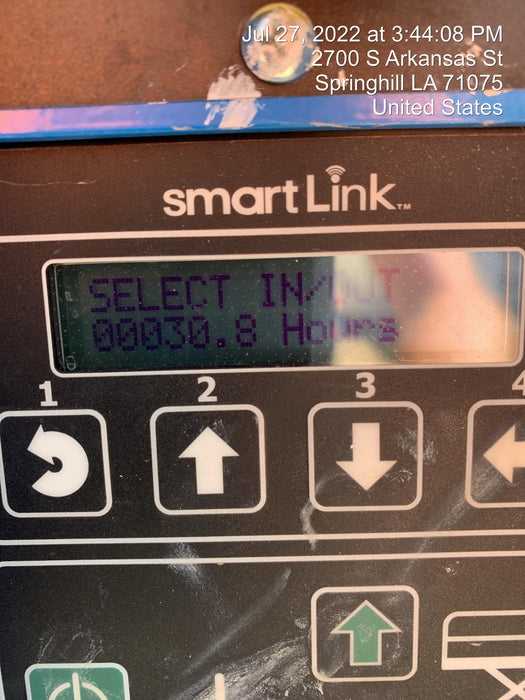 Jul 27, 2022 at 3:44:08 PM
2700 S Arkansas St
Springhill LA 71075
United States
smartLink™
SELECT IN/OUT
00030.8 Hours
1 2 3 4